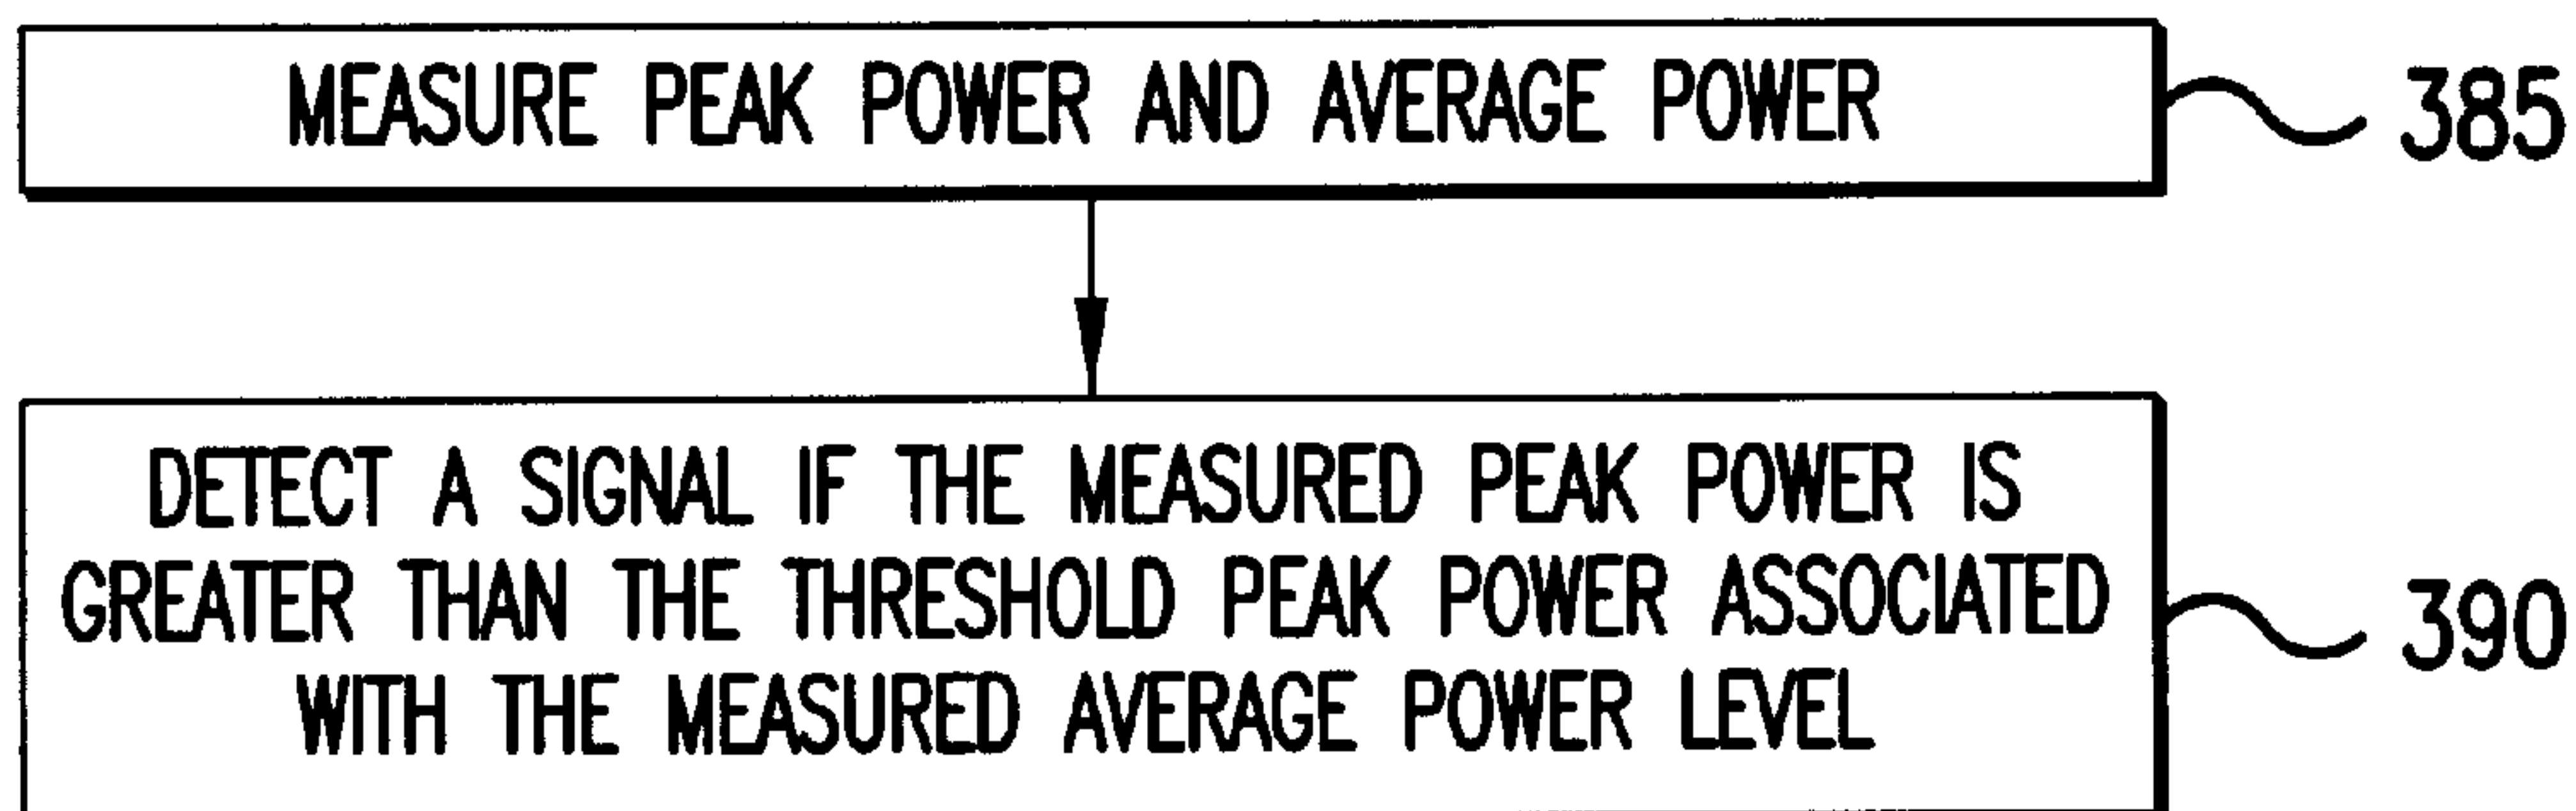 MEASURE PEAK POWER AND AVERAGE POWER
385
DETECT A SIGNAL IF THE MEASURED PEAK POWER IS
GREATER THAN THE THRESHOLD PEAK POWER ASSOCIATED
WITH THE MEASURED AVERAGE POWER LEVEL
390